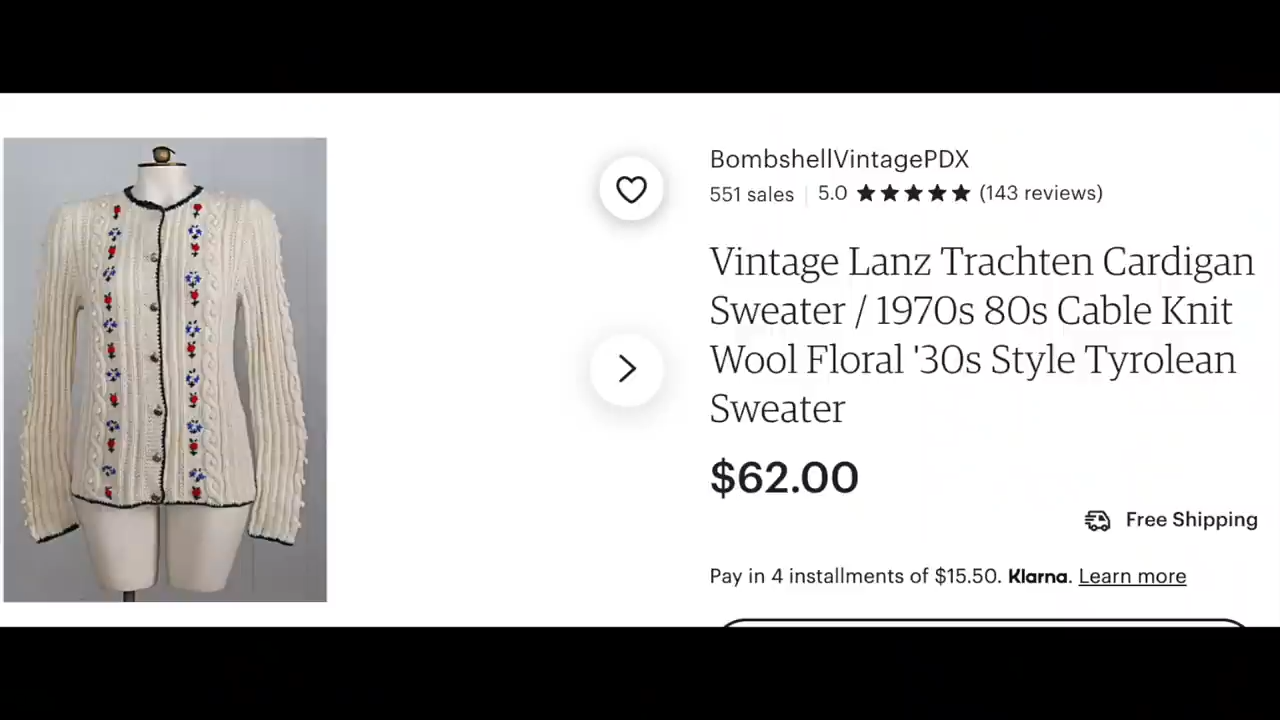 BombshellVintagePDX
551 sales 5.0 ★★★★★ (143 reviews)
Vintage Lanz Trachten Cardigan
Sweater / 1970s 80s Cable Knit
Wool Floral '30s Style Tyrolean
Sweater
$62.00
Free Shipping
Pay in 4 installments of $15.50. Klarna. Learn more